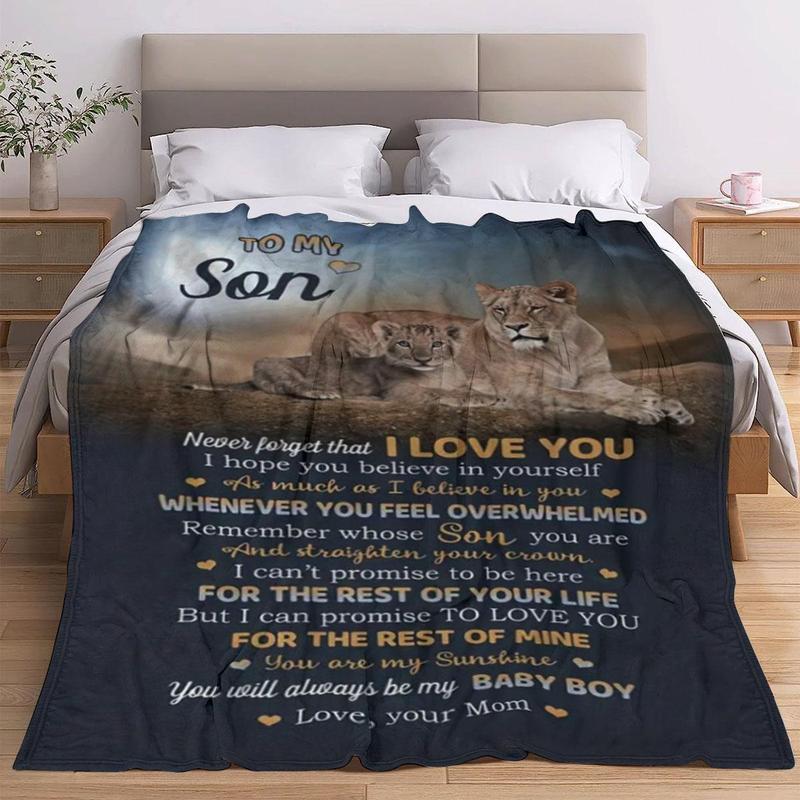 TO MY
Son
Never forget that I LOVE YOU
I hope you believe in yourself
As much as I believe in you
WHENEVER YOU FEEL OVERWHELMED
Remember whose Son you are
And straighten your crown.
I can't promise to be here
FOR THE REST OF YOUR LIFE
But I can promise TO LOVE YOU
FOR THE REST OF MINE
You are my Sunshine
You will always be my BABY BOY
Love, your Mom